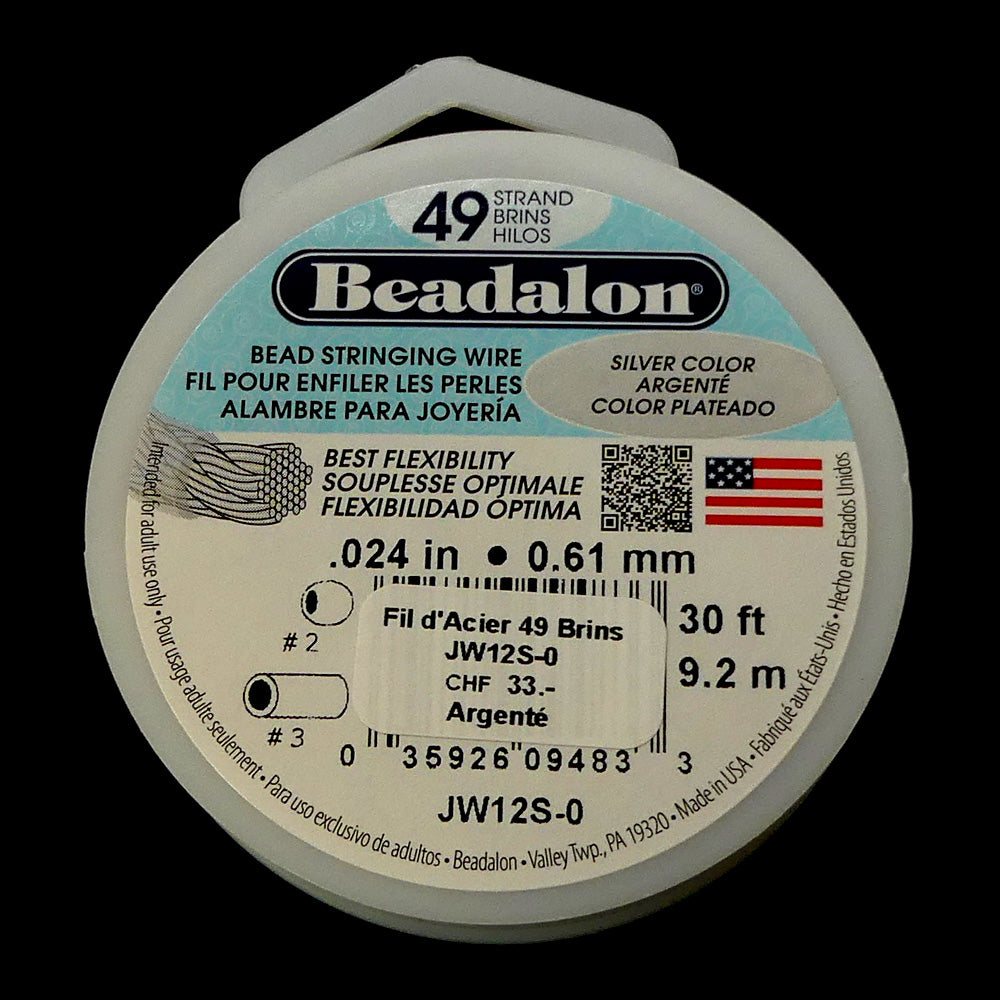 49 STRAND
BRINS
HILOS
Beadalon®
BEAD STRINGING WIRE
FIL POUR ENFILER LES PERLES
ALAMBRE PARA JOYERÍA
SILVER COLOR
ARGENTÉ
COLOR PLATEADO
BEST FLEXIBILITY
SOUPLESSE OPTIMALE
FLEXIBILIDAD ÓPTIMA
.024 in • 0.61 mm
# 2
# 3
30 ft
9.2 m
Fil d'Acier 49 Brins
JW12S-0
CHF 33.-
Argenté
0 35926 09483 3
JW12S-0
Intended for adult use only • Pour usage adulte seulement • Para uso exclusivo de adultos • Beadalon • Valley Twp., PA 19320 • Made in USA • Fabriqué aux États-Unis • Hecho en Estados Unidos